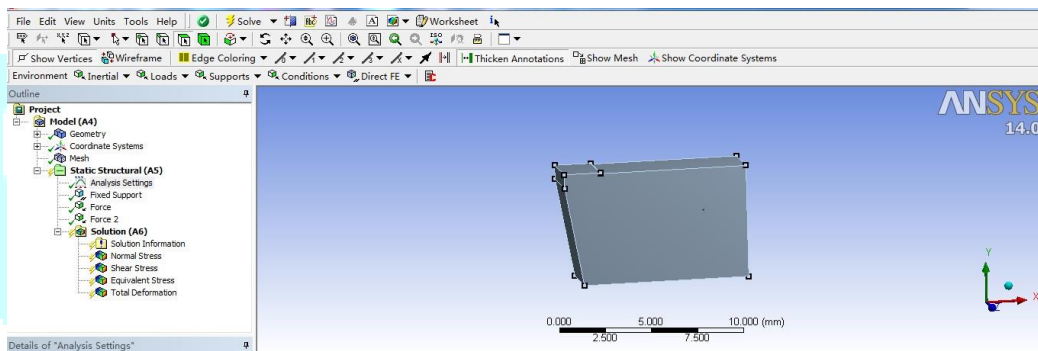 File Edit View Units Tools Help Solve Worksheet
Show Vertices Wireframe Edge Coloring Thicken Annotations Show Mesh Show Coordinate Systems
Environment Inertial Loads Supports Conditions Direct FE
Outline
Project
Model (A4)
Geometry
Coordinate Systems
Mesh
Static Structural (A5)
Analysis Settings
Fixed Support
Force
Force 2
Solution (A6)
Solution Information
Normal Stress
Shear Stress
Equivalent Stress
Total Deformation
Details of "Analysis Settings"
ANSYS
14.0
Y
X
0.000 5.000 10.000 (mm)
2.500 7.500